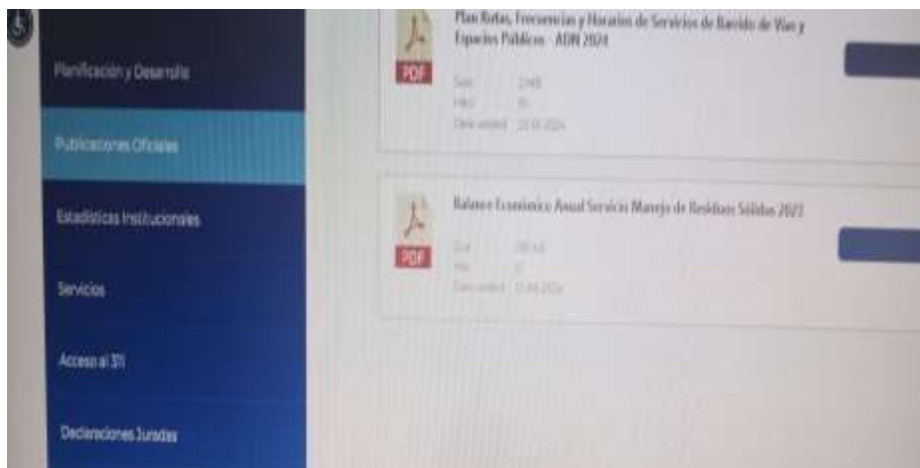 Planificación y Desarrollo
Publicaciones Oficiales
Estadísticas Institucionales
Servicios
Acceso al 311
Declaraciones Juradas
Plan Rutas, Frecuencias y Horarios de Servicios de Barrido de Vías y
Espacios Públicos - ADN 2024
PDF
Size
Hits
Date added
Balance Económico Anual Servicio Manejo de Residuos Sólidos 2023
PDF
Size
Hits
Date added